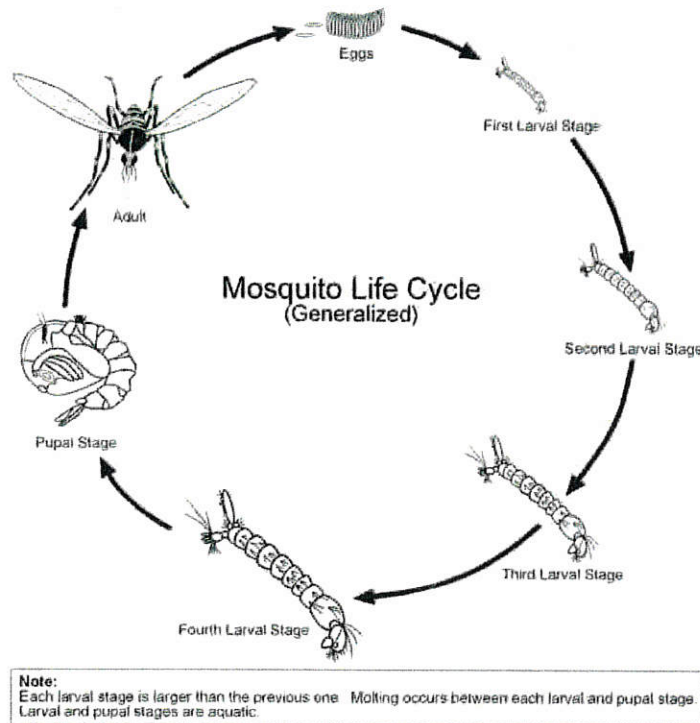 Eggs
First Larval Stage
Adult
Mosquito Life Cycle
(Generalized)
Second Larval Stage
Pupal Stage
Third Larval Stage
Fourth Larval Stage
Note:
Each larval stage is larger than the previous one Molting occurs between each larval and pupal stage.
Larval and pupal stages are aquatic.